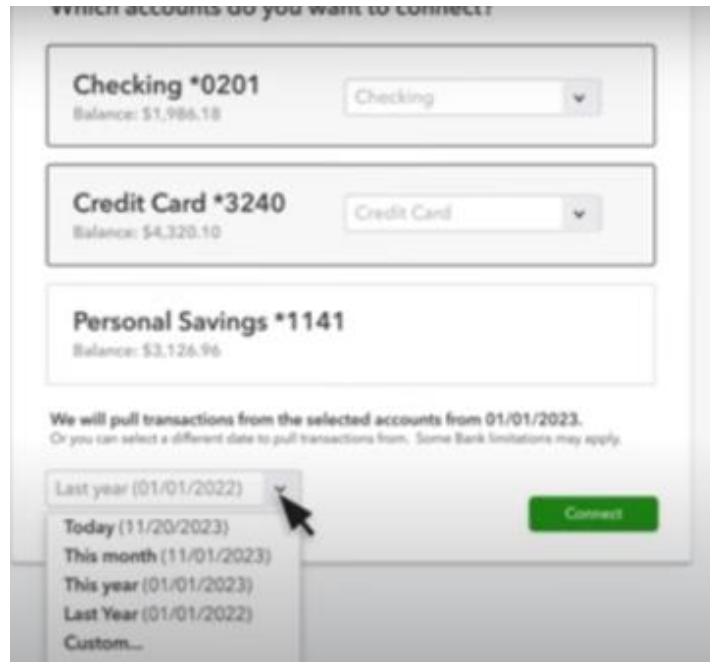 Which accounts do you want to connect?
Checking *0201
Balance: $1,986.18
Checking
Credit Card *3240
Balance: $4,320.10
Credit Card
Personal Savings *1141
Balance: $3,126.96
We will pull transactions from the selected accounts from 01/01/2023.
Or you can select a different date to pull transactions from. Some Bank limitations may apply.
Last year (01/01/2022)
Connect
Today (11/20/2023)
This month (11/01/2023)
This year (01/01/2023)
Last Year (01/01/2022)
Custom...